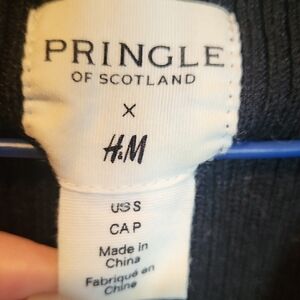 PRINGLE
OF SCOTLAND
X
H&M
US S
CA P
Made in
China
Fabriqué en
Chine